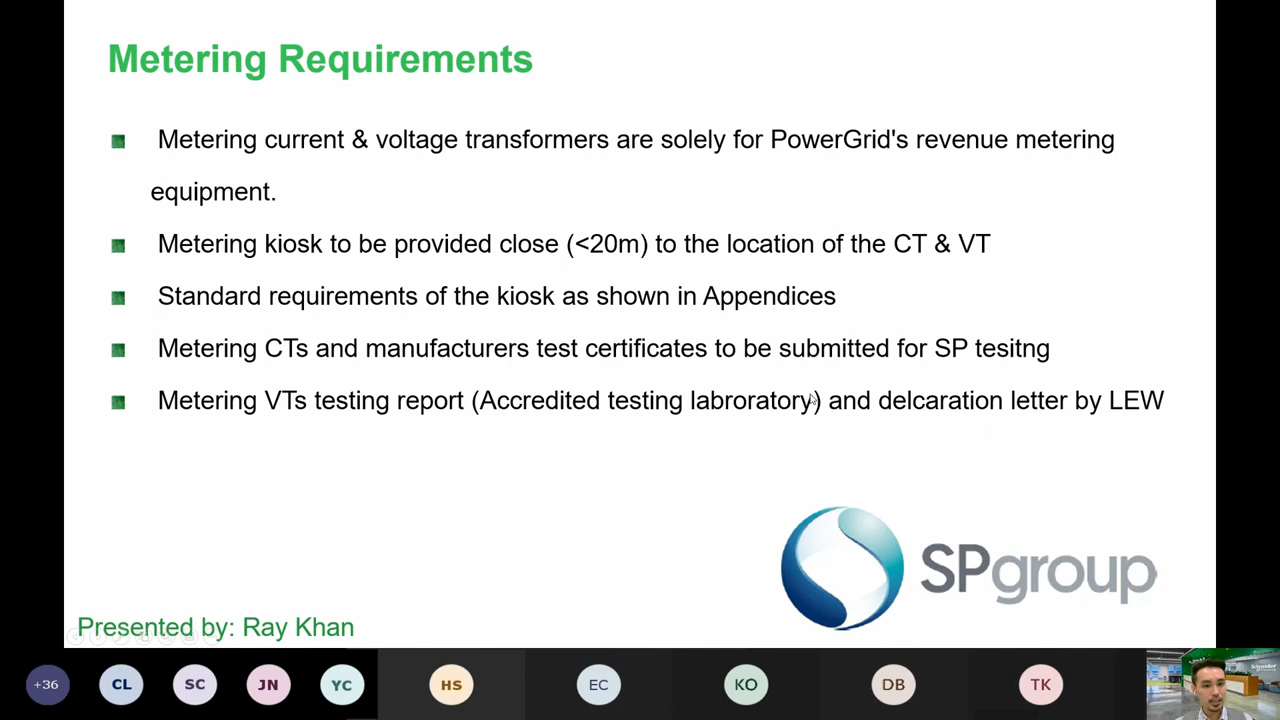 Metering Requirements
Metering current & voltage transformers are solely for PowerGrid's revenue metering
equipment.
Metering kiosk to be provided close (<20m) to the location of the CT & VT
Standard requirements of the kiosk as shown in Appendices
Metering CTs and manufacturers test certificates to be submitted for SP tesitng
Metering VTs testing report (Accredited testing labroratory) and delcaration letter by LEW
SPgroup
Presented by: Ray Khan
+36 CL SC JN YC HS EC KO DB TK